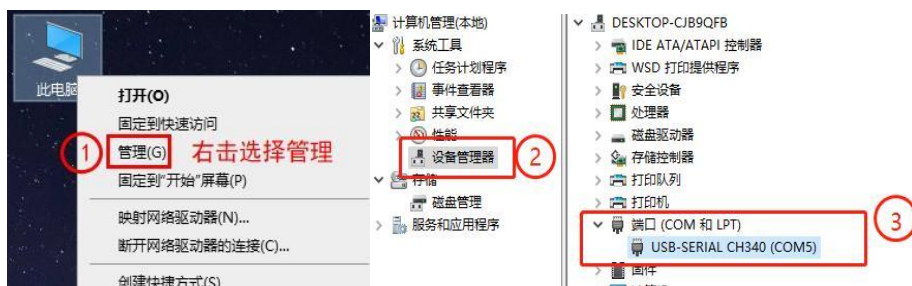 此电脑
打开(O)
固定到快速访问
① 管理(G) 右击选择管理
固定到"开始"屏幕(P)
映射网络驱动器(N)...
断开网络驱动器的连接(C)...
创建快捷方式(S)
计算机管理(本地)
系统工具
任务计划程序
事件查看器
共享文件夹
性能
设备管理器 ②
存储
磁盘管理
服务和应用程序
DESKTOP-CJB9QFB
IDE ATA/ATAPI 控制器
WSD 打印提供程序
安全设备
处理器
磁盘驱动器
存储控制器
打印队列
打印机
端口 (COM 和 LPT) ③
USB-SERIAL CH340 (COM5)
固件